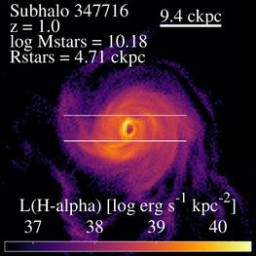 Subhalo 347716
z = 1.0
log Mstars = 10.18
Rstars = 4.71 ckpc
9.4 ckpc
L(H-alpha) [log erg s⁻¹ kpc⁻²]
37 38 39 40